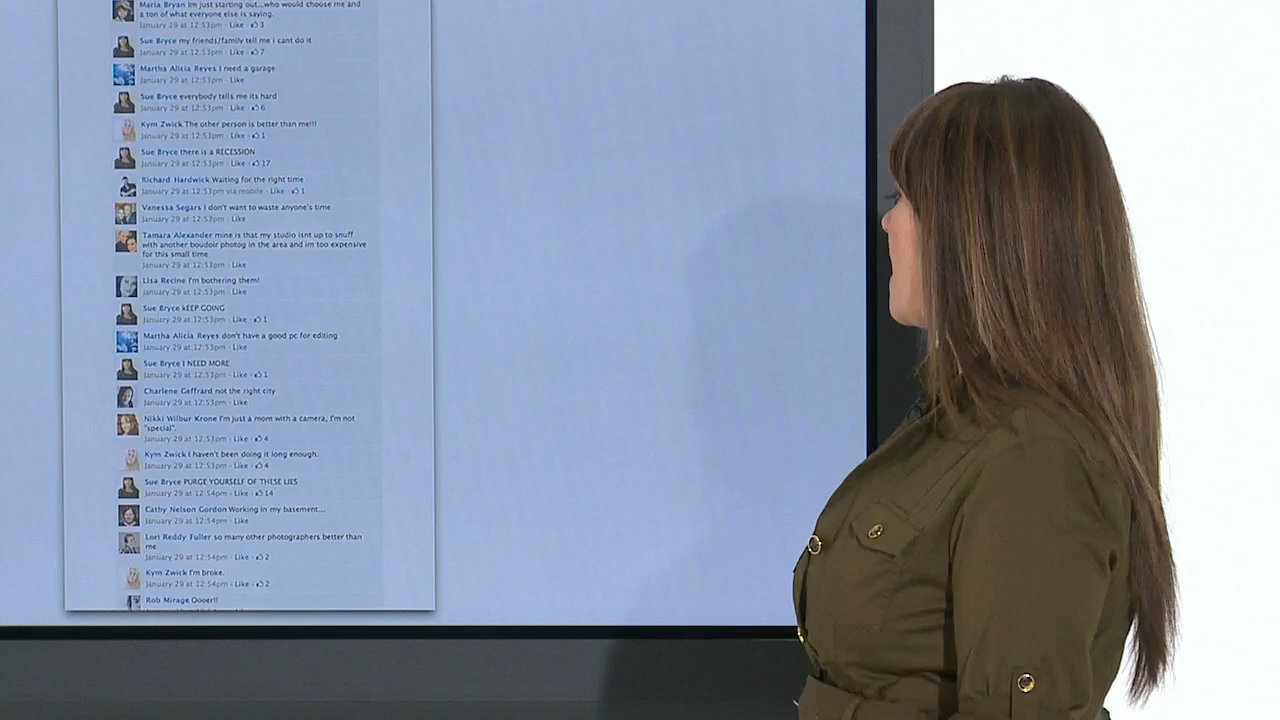 Maria Bryan Im just starting out...who would choose me and
a ton of what everyone else is saying.
January 29 at 12:53pm · Like · 3
Sue Bryce my friends/family tell me i cant do it
January 29 at 12:53pm · Like · 7
Martha Alicia Reyes I need a garage
January 29 at 12:53pm · Like
Sue Bryce everybody tells me its hard
January 29 at 12:53pm · Like · 6
Kym Zwick The other person is better than me!!!
January 29 at 12:53pm · Like · 1
Sue Bryce there is a RECESSION
January 29 at 12:53pm · Like · 17
Richard Hardwick Waiting for the right time
January 29 at 12:53pm via mobile · Like · 1
Vanessa Segars I don't want to waste anyone's time
January 29 at 12:53pm · Like
Tamara Alexander mine is that my studio isnt up to snuff
with another boudoir photog in the area and im too expensive
for this small time
January 29 at 12:53pm · Like
Lisa Recine I'm bothering them!
January 29 at 12:53pm · Like
Sue Bryce kEEP GOING
January 29 at 12:53pm · Like · 1
Martha Alicia Reyes don't have a good pc for editing
January 29 at 12:53pm · Like
Sue Bryce I NEED MORE
January 29 at 12:53pm · Like · 1
Charlene Geffrard not the right city
January 29 at 12:53pm · Like
Nikki Wilbur Krone I'm just a mom with a camera, I'm not
"special".
January 29 at 12:53pm · Like · 4
Kym Zwick I haven't been doing it long enough.
January 29 at 12:53pm · Like · 4
Sue Bryce PURGE YOURSELF OF THESE LIES
January 29 at 12:54pm · Like · 14
Cathy Nelson Gordon Working in my basement...
January 29 at 12:54pm · Like
Lori Reddy Fuller so many other photographers better than
me
January 29 at 12:54pm · Like · 2
Kym Zwick I'm broke.
January 29 at 12:54pm · Like · 2
Rob Mirage Oooer!!